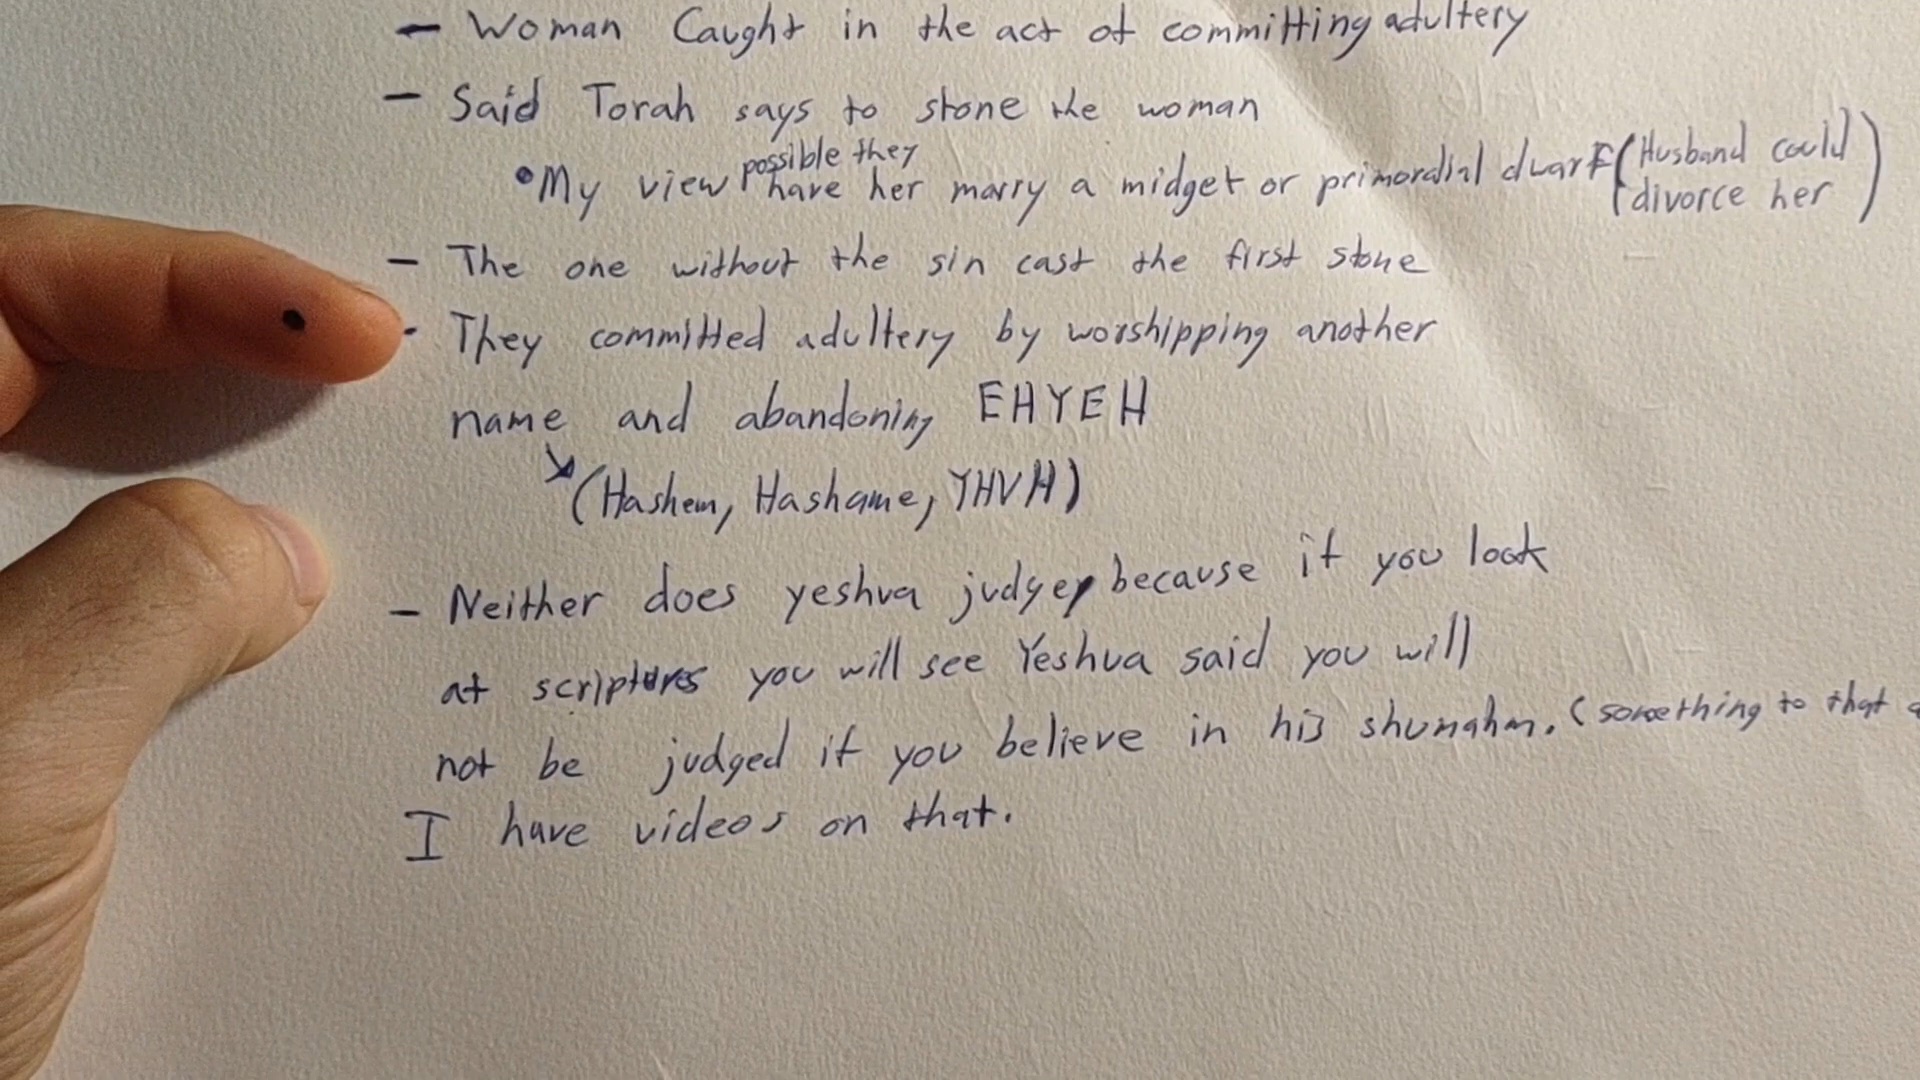 - Woman Caught in the act of committing adultery
- Said Torah says to stone the woman
possible they
• My view have her marry a midget or primordial dwarf (Husband could divorce her)
- The one without the sin cast the first stone
- They committed adultery by worshipping another
name and abandoning EHYEH
(Hashem, Hashame, YHVH)
- Neither does yeshua judge, because if you look
at scriptures you will see Yeshua said you will
not be judged if you believe in his shumahm. (something to that
I have videos on that.